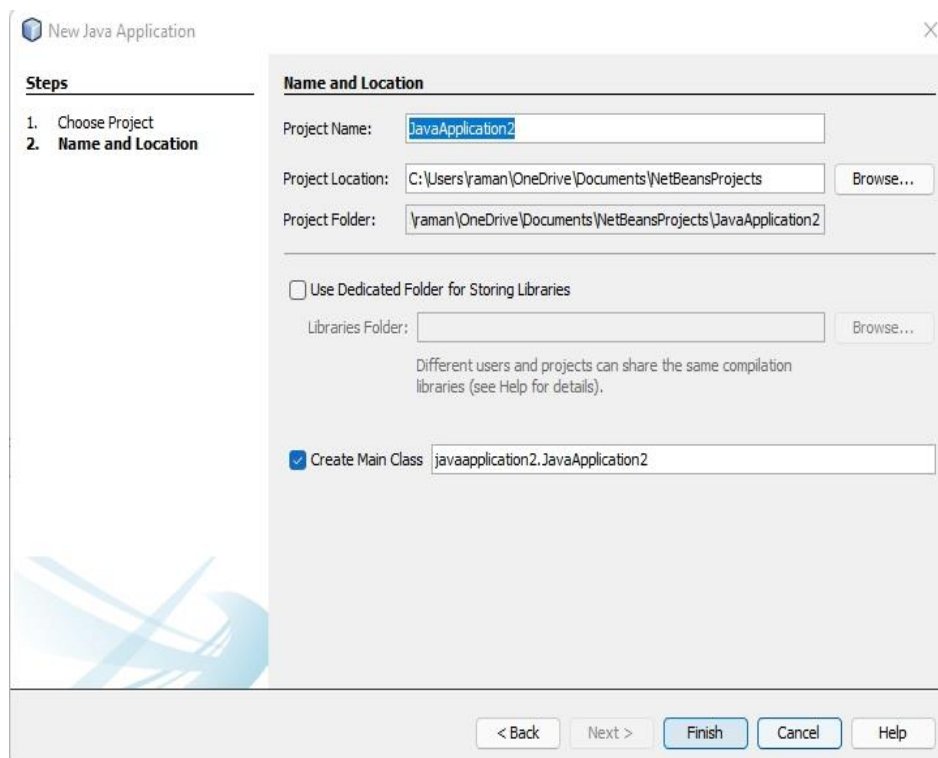 New Java Application
Steps
1. Choose Project
2. Name and Location
Name and Location
Project Name: JavaApplication2
Project Location: C:\Users\raman\OneDrive\Documents\NetBeansProjects Browse...
Project Folder: \raman\OneDrive\Documents\NetBeansProjects\JavaApplication2
Use Dedicated Folder for Storing Libraries
Libraries Folder: Browse...
Different users and projects can share the same compilation
libraries (see Help for details).
Create Main Class javaapplication2.JavaApplication2
< Back Next > Finish Cancel Help